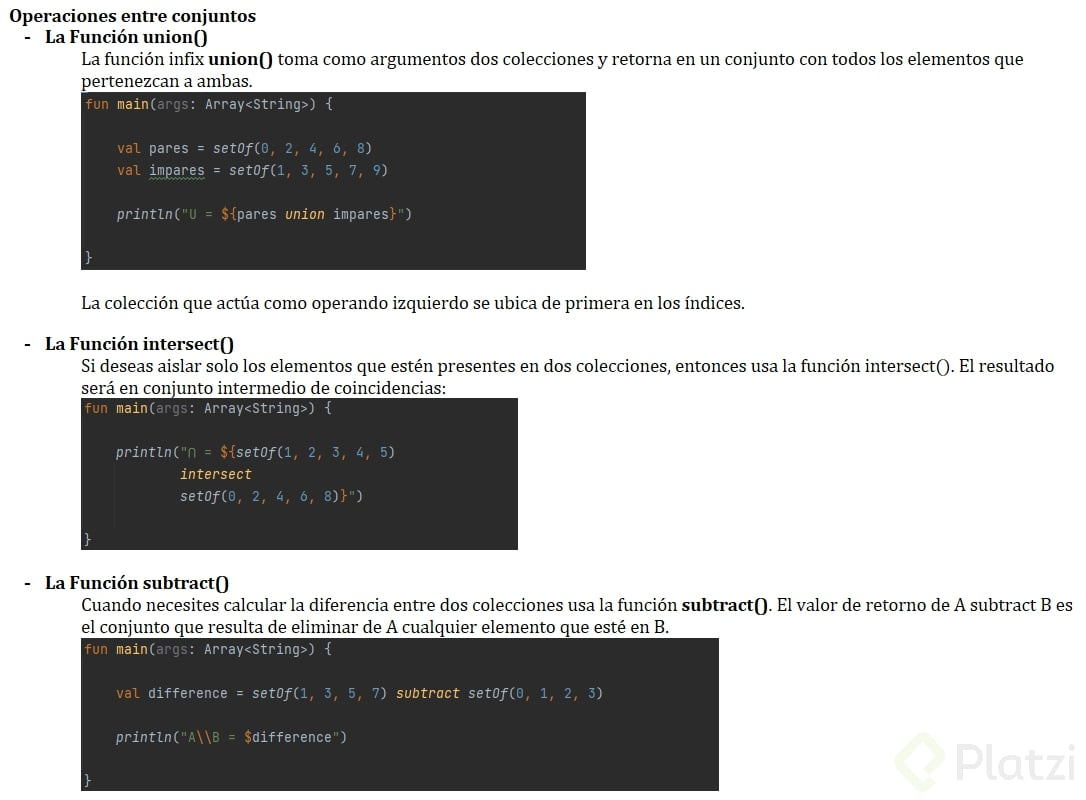 Operaciones entre conjuntos
- La Función union()
La función infix union() toma como argumentos dos colecciones y retorna en un conjunto con todos los elementos que
pertenezcan a ambas.
fun main(args: Array<String>) {
val pares = setOf(0, 2, 4, 6, 8)
val impares = setOf(1, 3, 5, 7, 9)
println("U = ${pares union impares}")
}
La colección que actúa como operando izquierdo se ubica de primera en los índices.
- La Función intersect()
Si deseas aislar solo los elementos que estén presentes en dos colecciones, entonces usa la función intersect(). El resultado
será en conjunto intermedio de coincidencias:
fun main(args: Array<String>) {
println("∩ = ${setOf(1, 2, 3, 4, 5)
intersect
setOf(0, 2, 4, 6, 8)}")
}
- La Función subtract()
Cuando necesites calcular la diferencia entre dos colecciones usa la función subtract(). El valor de retorno de A subtract B es
el conjunto que resulta de eliminar de A cualquier elemento que esté en B.
fun main(args: Array<String>) {
val difference = setOf(1, 3, 5, 7) subtract setOf(0, 1, 2, 3)
println("A\\B = $difference")
}
Platzi